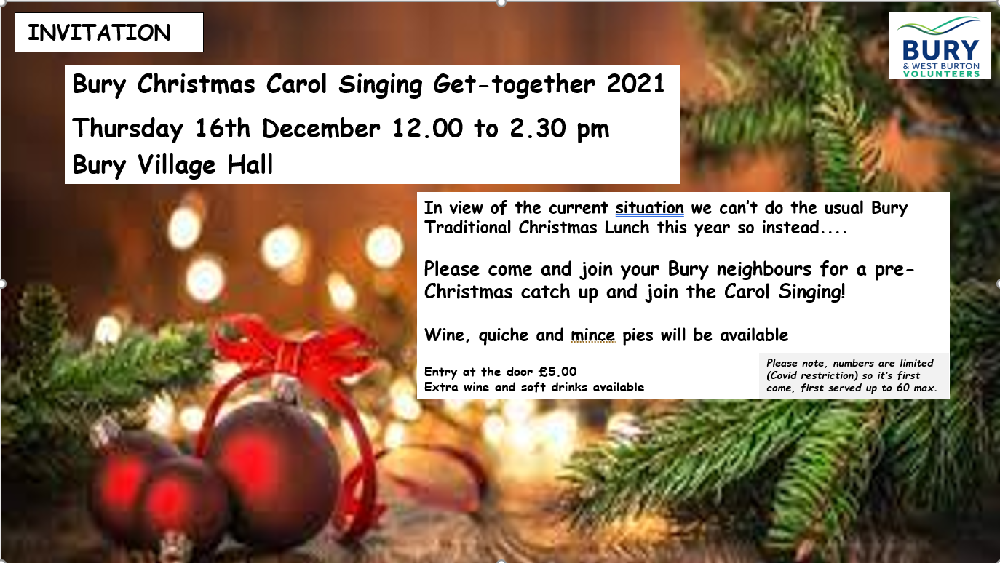 INVITATION
BURY
& WEST BURTON
VOLUNTEERS
Bury Christmas Carol Singing Get-together 2021
Thursday 16th December 12.00 to 2.30 pm
Bury Village Hall
In view of the current situation we can't do the usual Bury
Traditional Christmas Lunch this year so instead....
Please come and join your Bury neighbours for a pre-
Christmas catch up and join the Carol Singing!
Wine, quiche and mince pies will be available
Entry at the door £5.00
Extra wine and soft drinks available
Please note, numbers are limited
(Covid restriction) so it's first
come, first served up to 60 max.